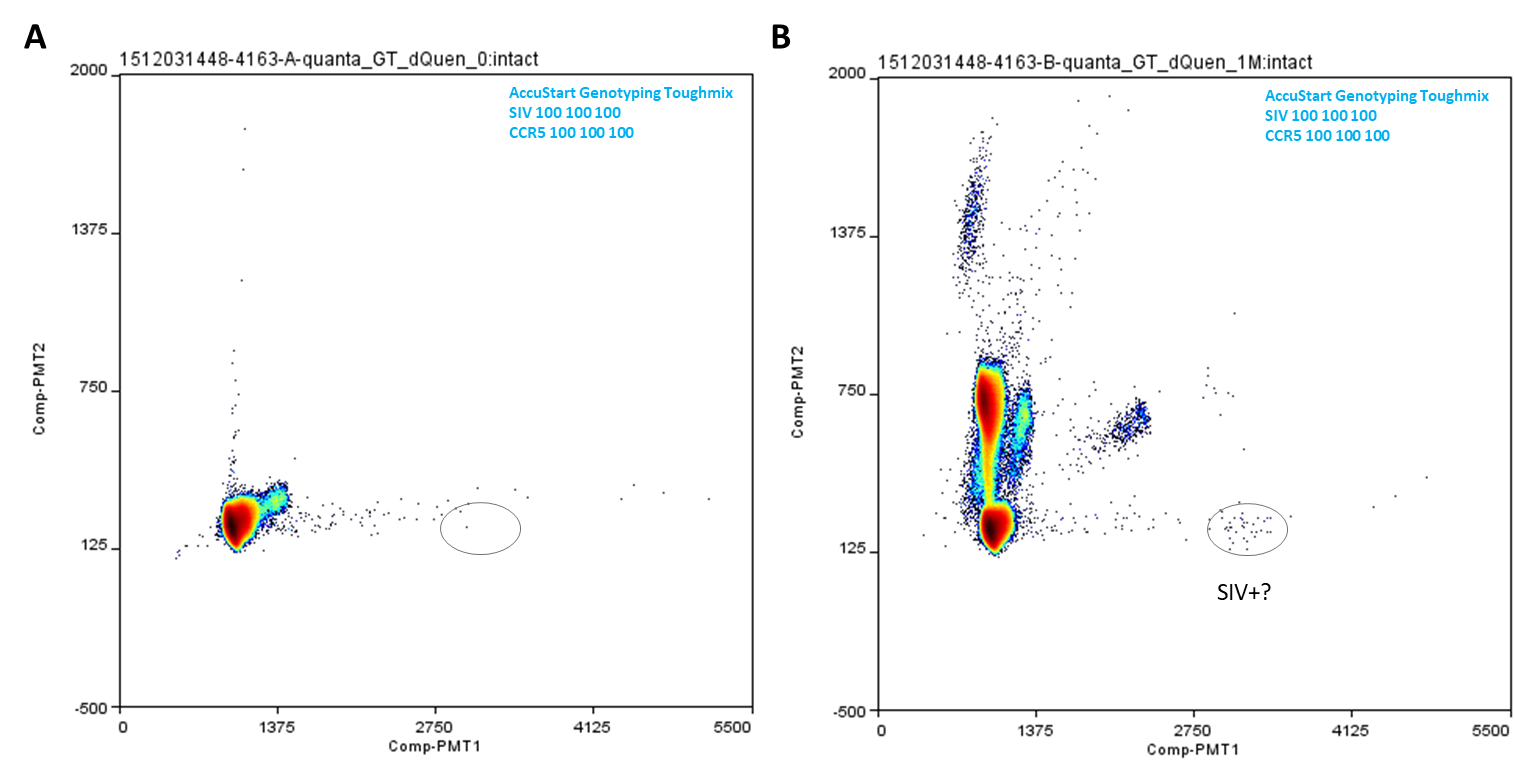 A
1512031448-4163-A-quanta_GT_dQuen_0:intact
AccuStart Genotyping Toughmix
SIV 100 100 100
CCR5 100 100 100
2000
1375
750
125
-500
Comp-PMT2
0
1375
2750
4125
5500
Comp-PMT1
B
1512031448-4163-B-quanta_GT_dQuen_1M:intact
AccuStart Genotyping Toughmix
SIV 100 100 100
CCR5 100 100 100
2000
1375
750
125
-500
Comp-PMT2
SIV+?
0
1375
2750
4125
5500
Comp-PMT1